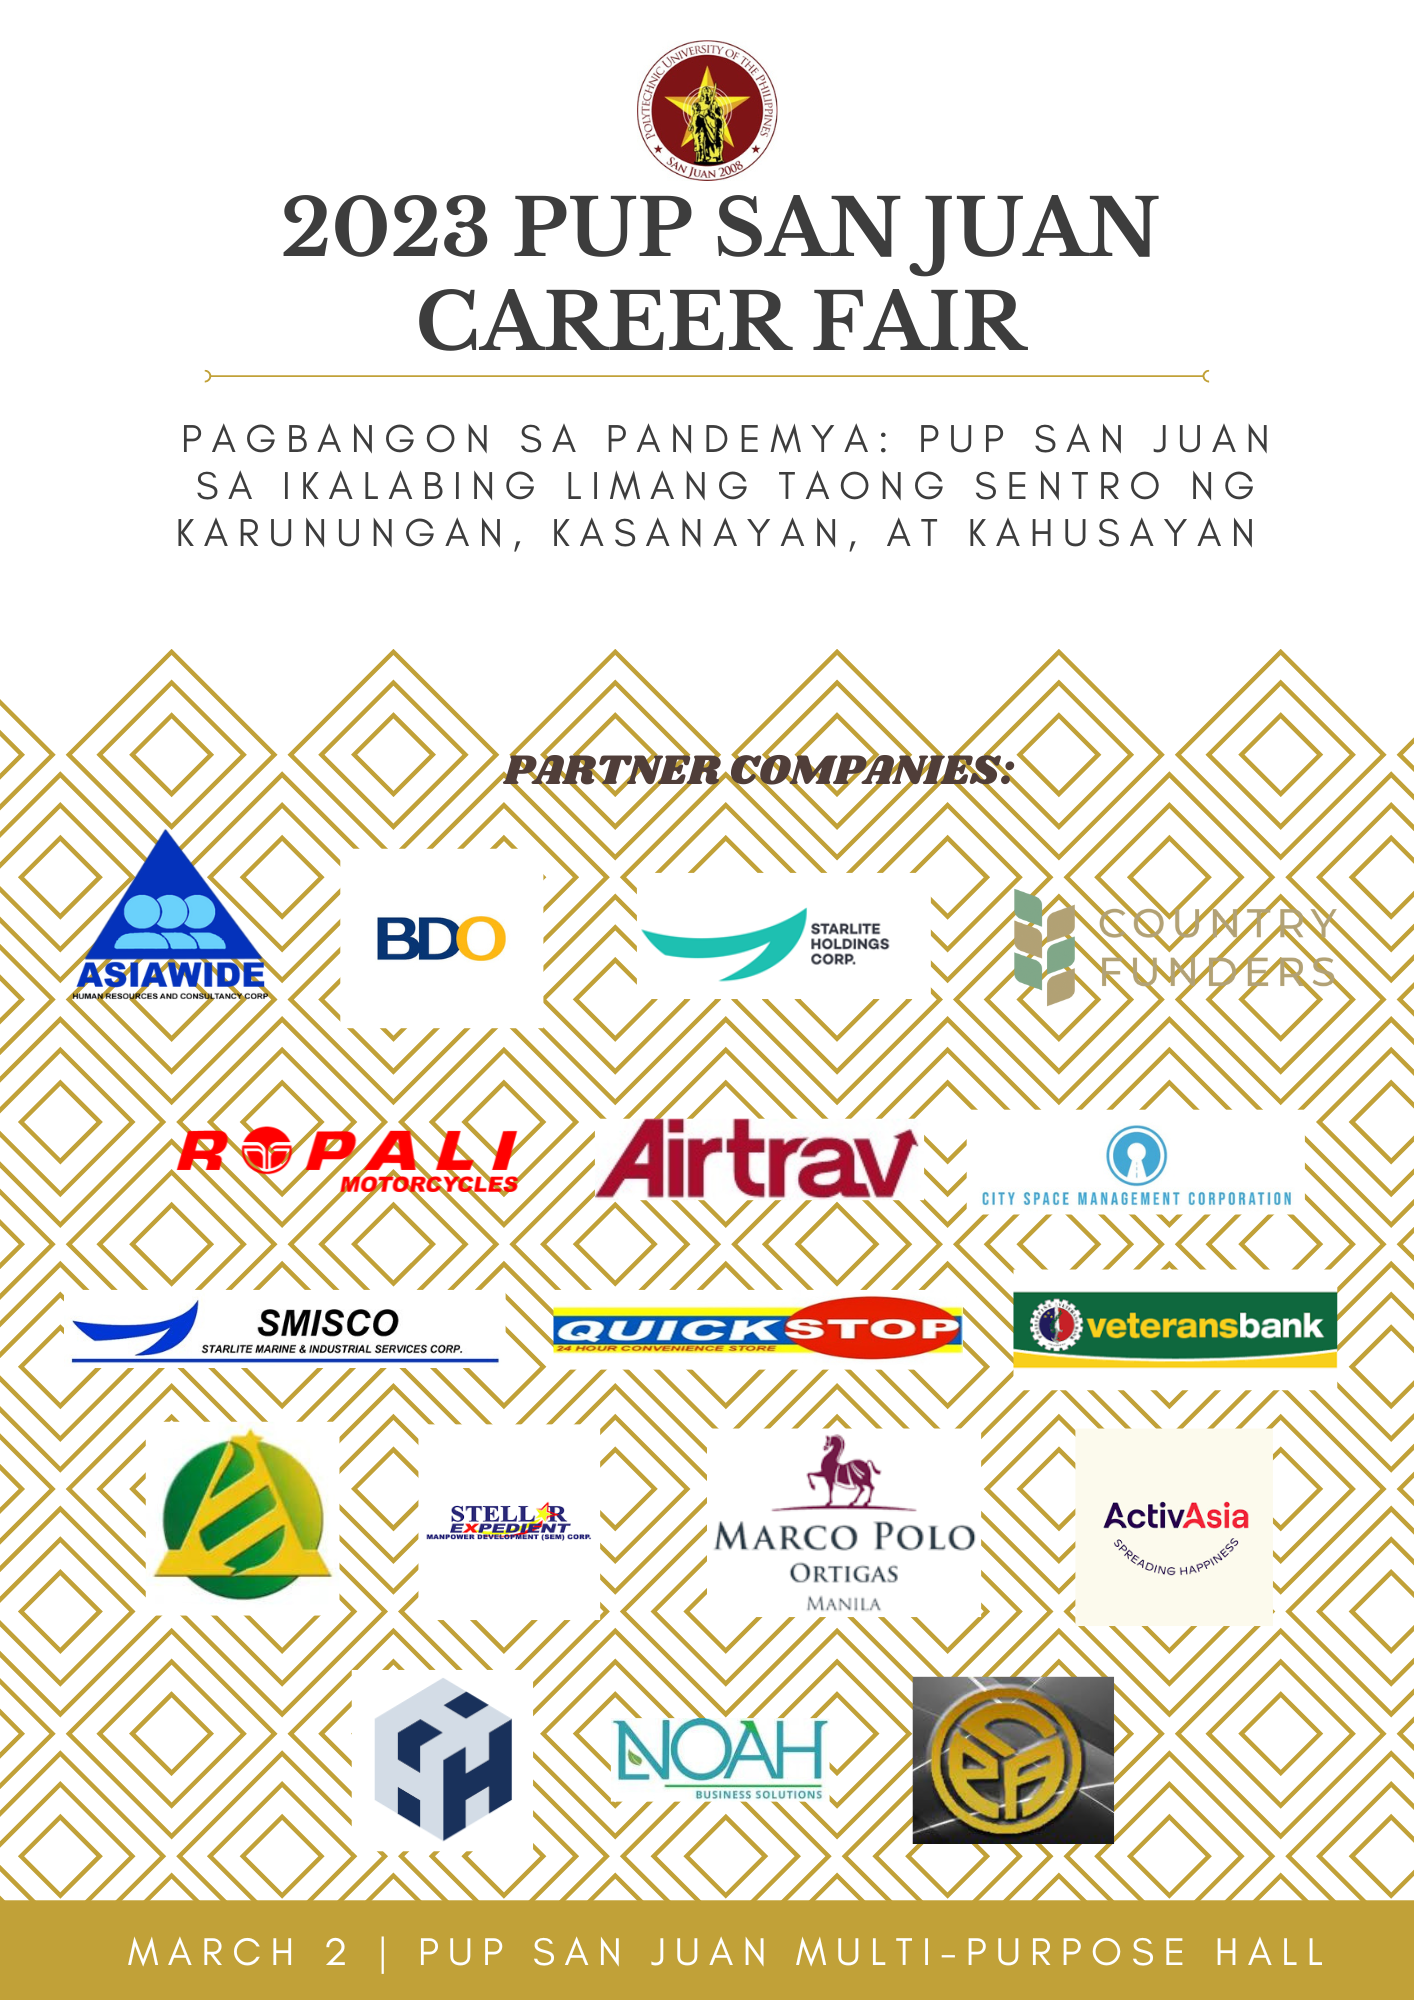 POLYTECHNIC UNIVERSITY OF THE PHILIPPINES
SAN JUAN 2008
2023 PUP SAN JUAN
CAREER FAIR
PAGBANGON SA PANDEMYA: PUP SAN JUAN
SA IKALABING LIMANG TAONG SENTRO NG
KARUNUNGAN, KASANAYAN, AT KAHUSAYAN
PARTNER COMPANIES:
ASIAWIDE
HUMAN RESOURCES AND CONSULTANCY CORP
BDO
STARLITE
HOLDINGS
CORP.
COUNTRY
FUNDERS
ROPALI
MOTORCYCLES
Airtrav
CITY SPACE MANAGEMENT CORPORATION
SMISCO
STARLITE MARINE & INDUSTRIAL SERVICES CORP.
QUICKSTOP
24 HOUR CONVENIENCE STORE
veteransbank
STELLAR
EXPEDIENT
MANPOWER DEVELOPMENT (SEM) CORP.
MARCO POLO
ORTIGAS
MANILA
ActivAsia
SPREADING HAPPINESS
NOAH
BUSINESS SOLUTIONS
MARCH 2 | PUP SAN JUAN MULTI-PURPOSE HALL